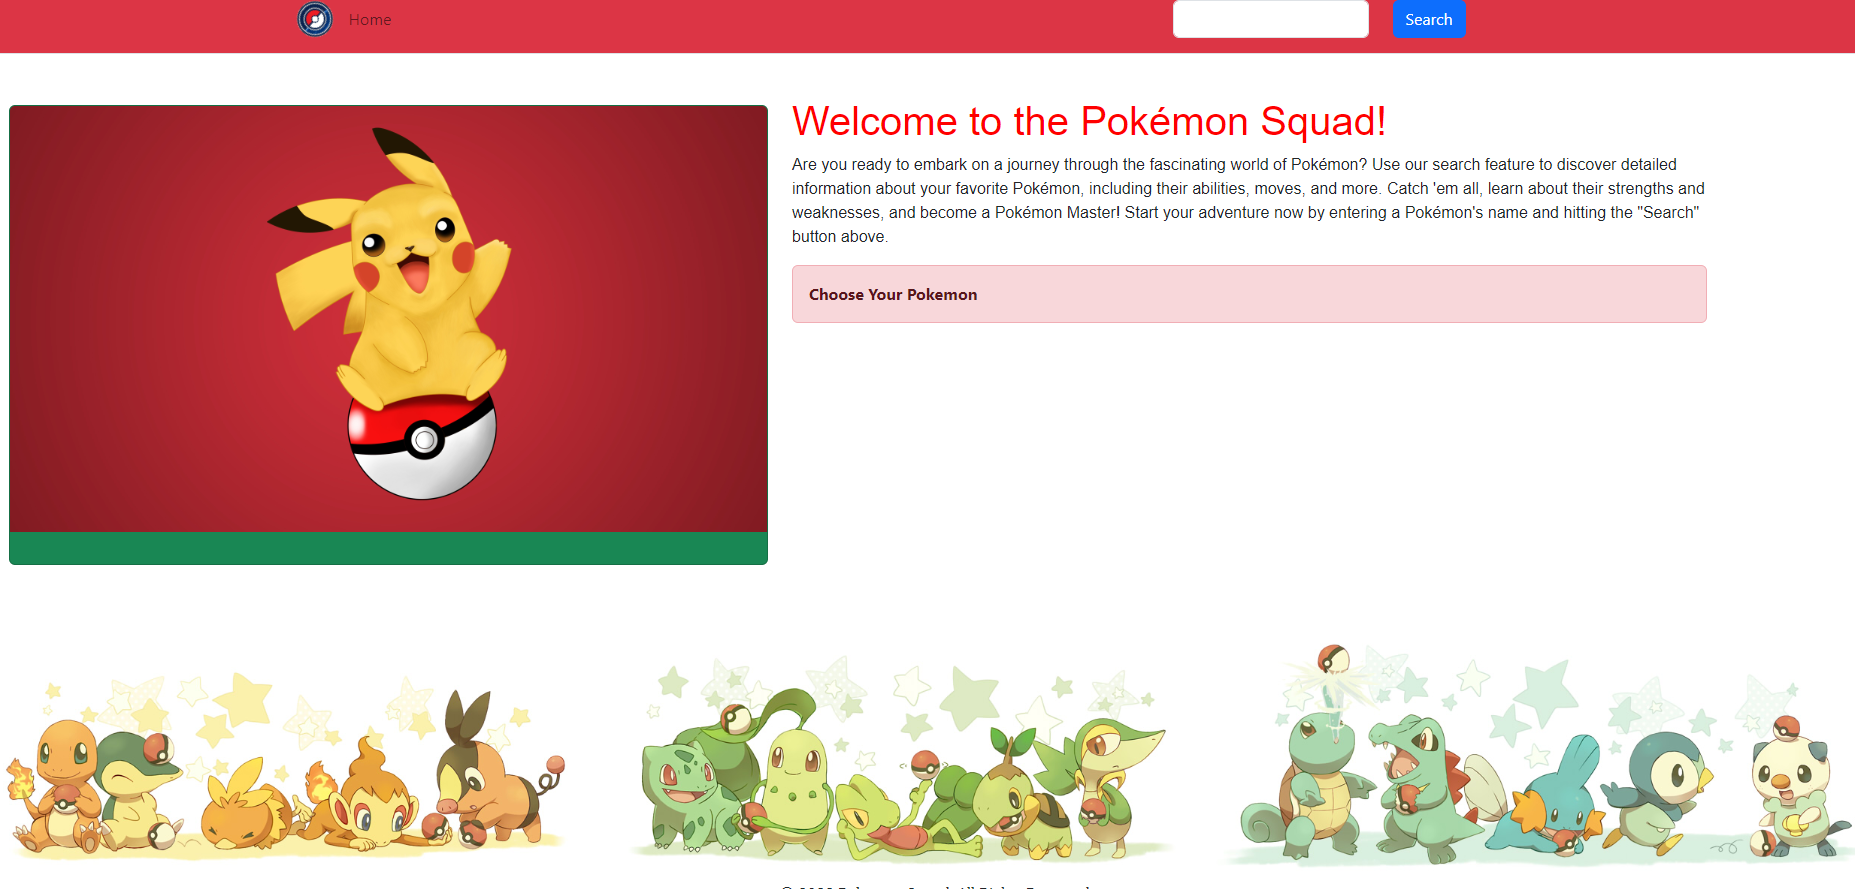 Home
Search
Welcome to the Pokémon Squad!
Are you ready to embark on a journey through the fascinating world of Pokémon? Use our search feature to discover detailed
information about your favorite Pokémon, including their abilities, moves, and more. Catch 'em all, learn about their strengths and
weaknesses, and become a Pokémon Master! Start your adventure now by entering a Pokémon's name and hitting the "Search"
button above.
Choose Your Pokemon